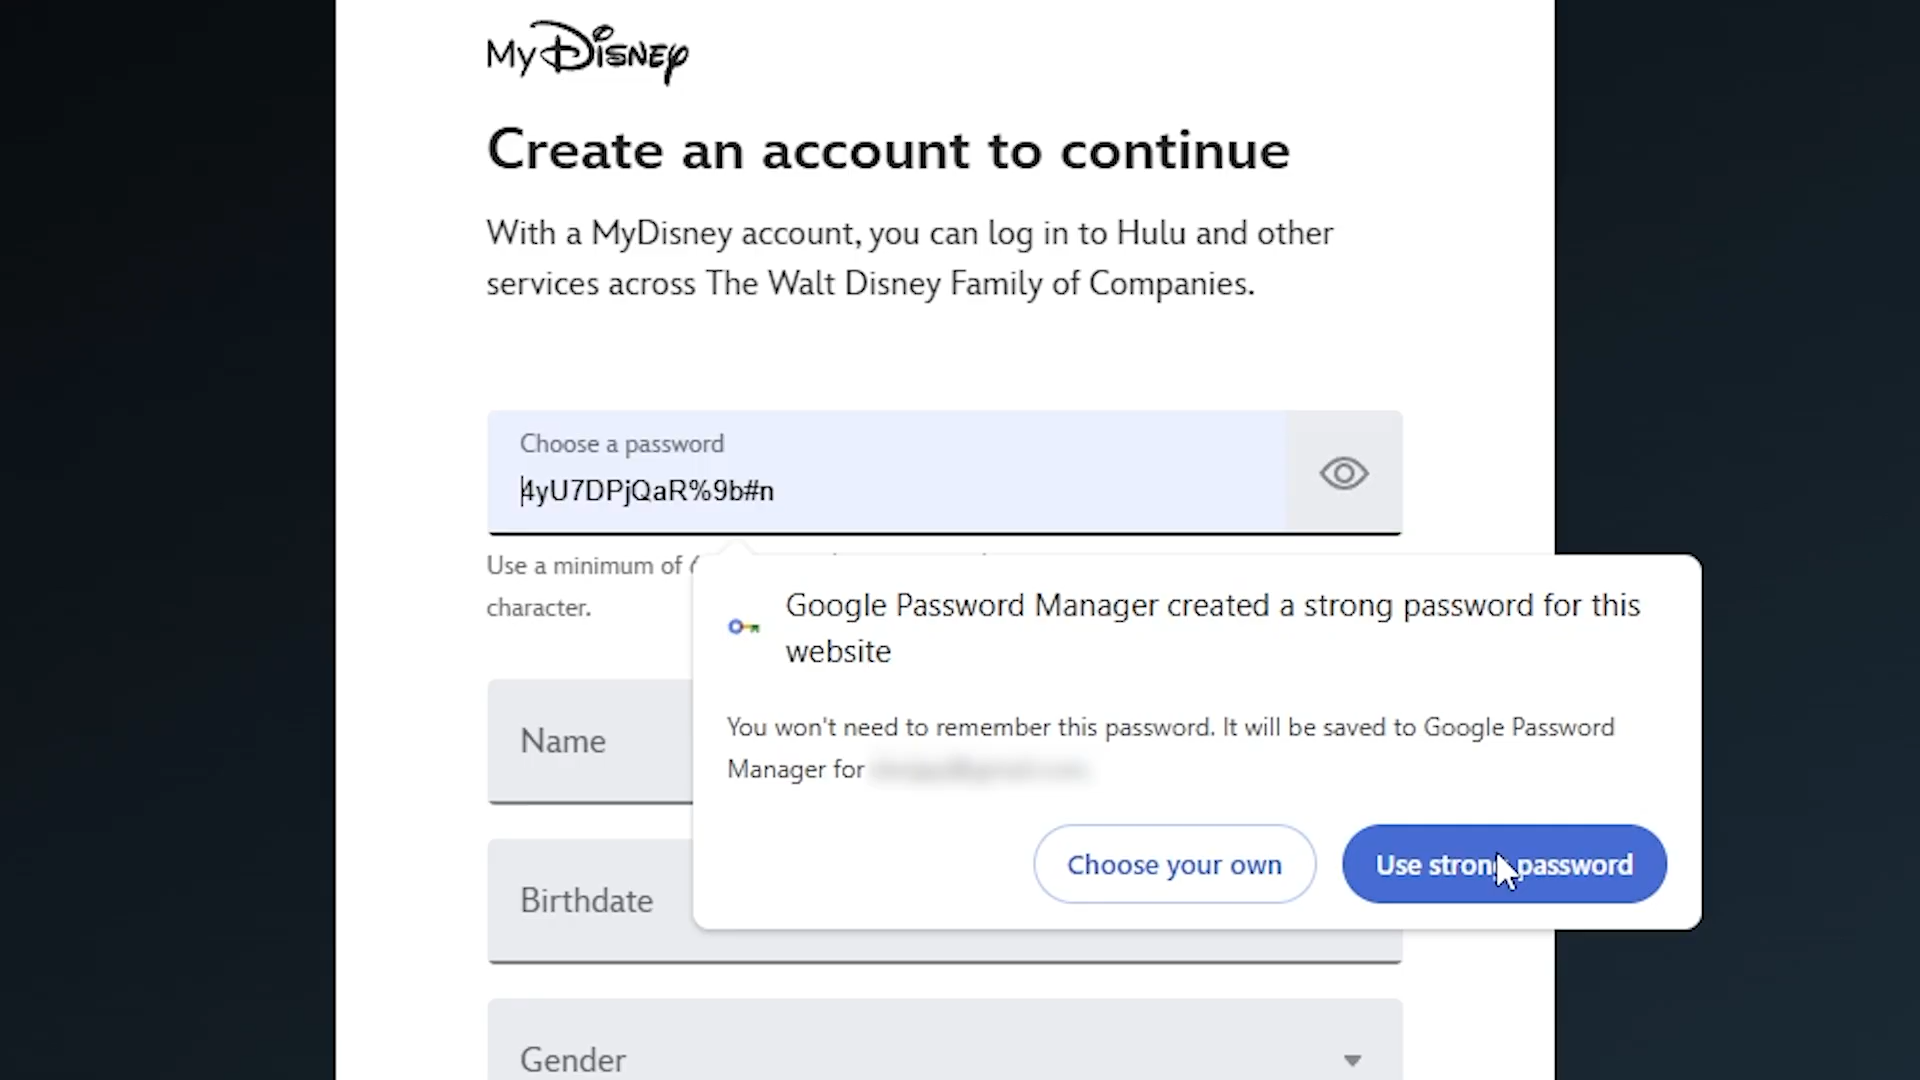 My Disney
Create an account to continue
With a MyDisney account, you can log in to Hulu and other
services across The Walt Disney Family of Companies.
Choose a password
4yU7DPjQaR%9b#n
Use a minimum of
character.
Google Password Manager created a strong password for this
website
You won't need to remember this password. It will be saved to Google Password
Manager for
Name
Choose your own
Use strong password
Birthdate
Gender